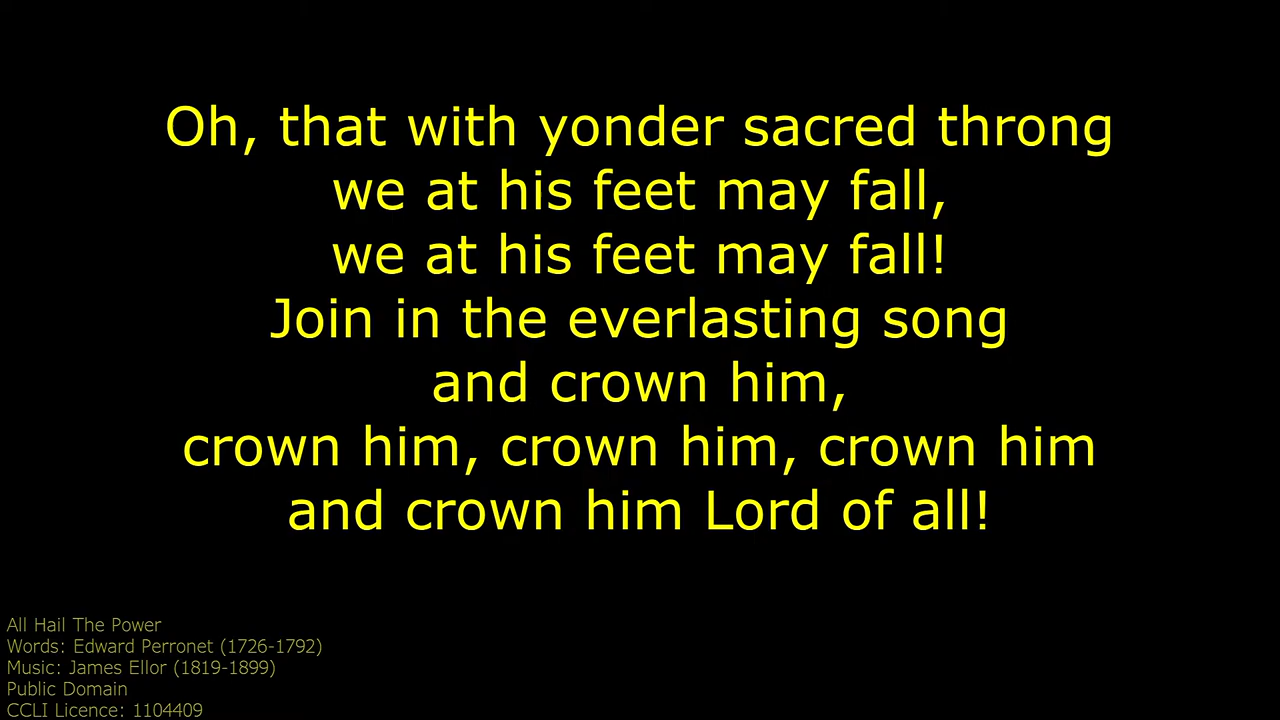 Oh, that with yonder sacred throng
we at his feet may fall,
we at his feet may fall!
Join in the everlasting song
and crown him,
crown him, crown him, crown him
and crown him Lord of all!
All Hail The Power
Words: Edward Perronet (1726-1792)
Music: James Ellor (1819-1899)
Public Domain
CCLI Licence: 1104409